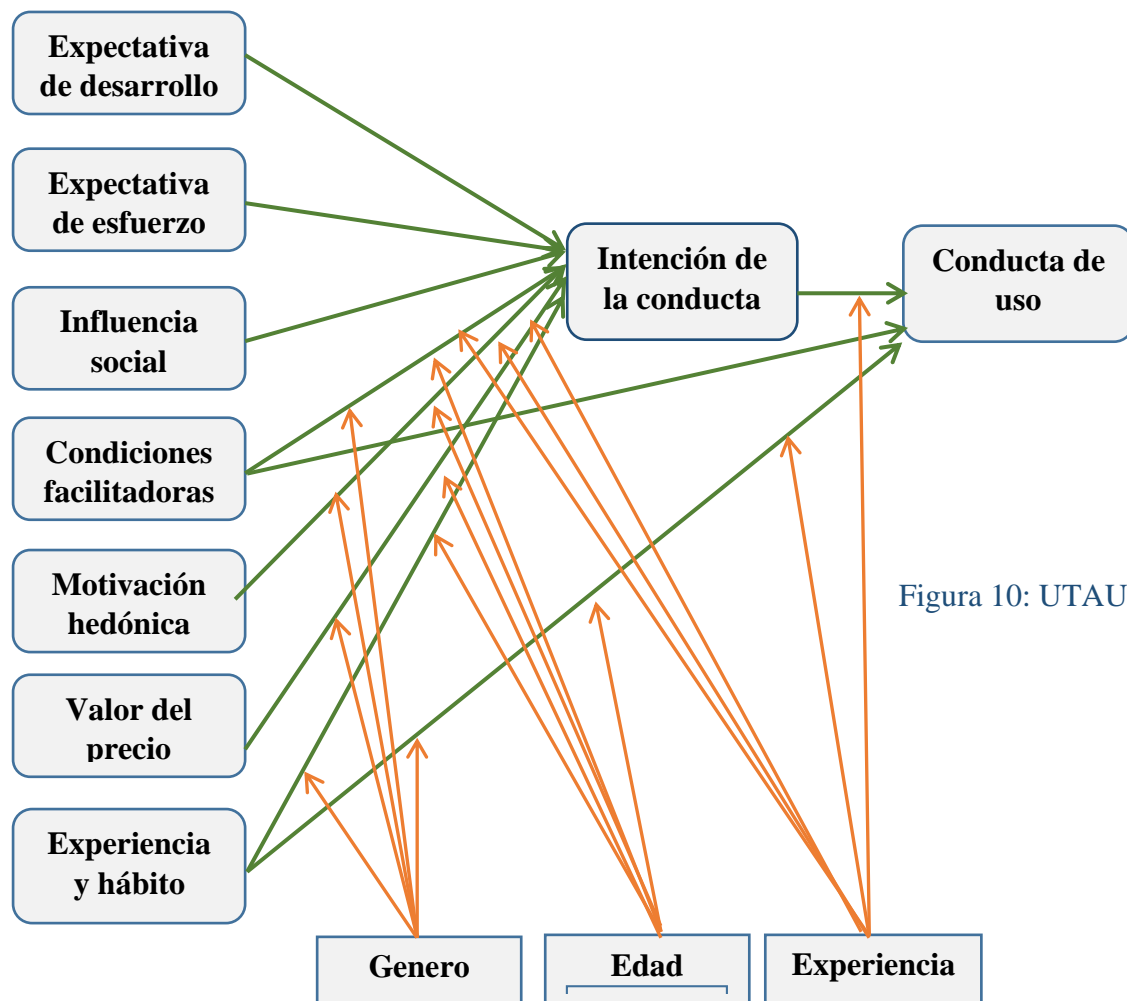 Expectativa
de desarrollo
Expectativa
de esfuerzo
Influencia
social
Condiciones
facilitadoras
Motivación
hedónica
Valor del
precio
Experiencia
y hábito
Intención de
la conducta
Conducta de
uso
Figura 10: UTAU
Genero
Edad
Experiencia